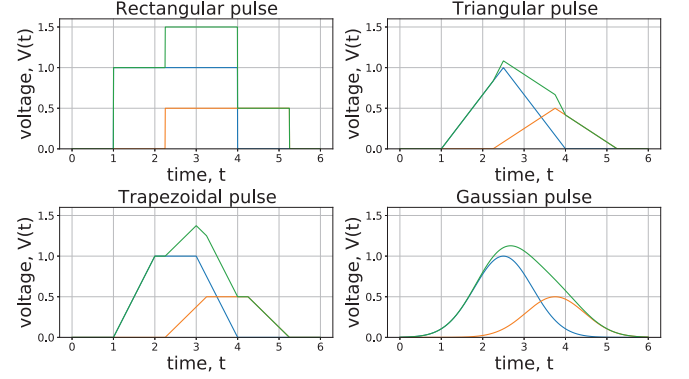 Rectangular pulse
voltage, V(t)
1.5
1.0
0.5
0.0
0 1 2 3 4 5 6
time, t
Triangular pulse
voltage, V(t)
1.5
1.0
0.5
0.0
0 1 2 3 4 5 6
time, t
Trapezoidal pulse
voltage, V(t)
1.5
1.0
0.5
0.0
0 1 2 3 4 5 6
time, t
Gaussian pulse
voltage, V(t)
1.5
1.0
0.5
0.0
0 1 2 3 4 5 6
time, t